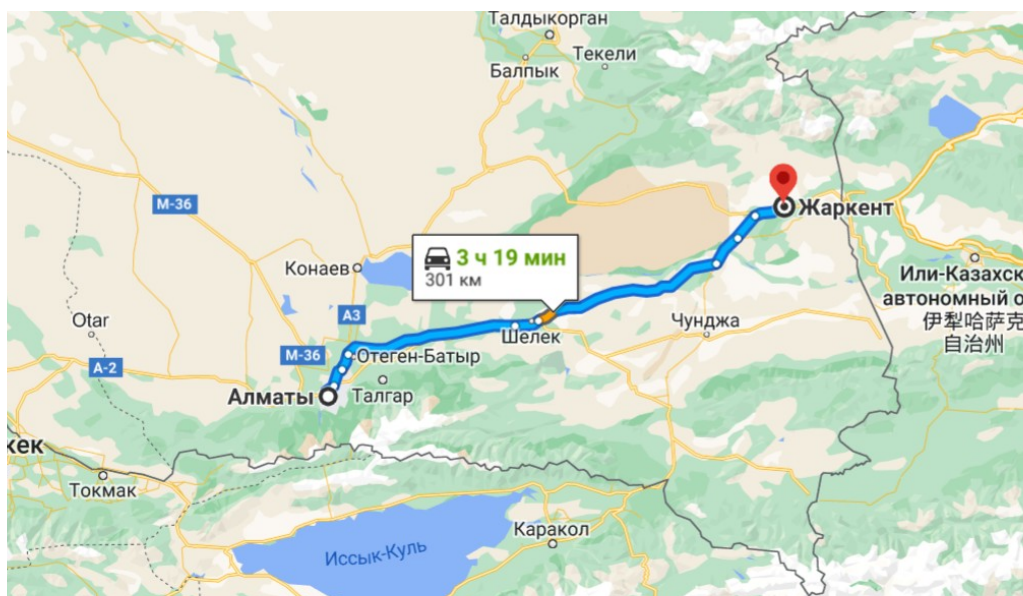 Талдыкорган
Текели
Балпык
М-36
Жаркент
3 ч 19 мин
301 км
Конаев
Или-Казахск
автономный о
伊犁哈萨克
自治州
А3
Otar
Чунджа
Шелек
М-36
Отеген-Батыр
А-2
Алматы
Талгар
кек
Токмак
Каракол
Иссык-Куль